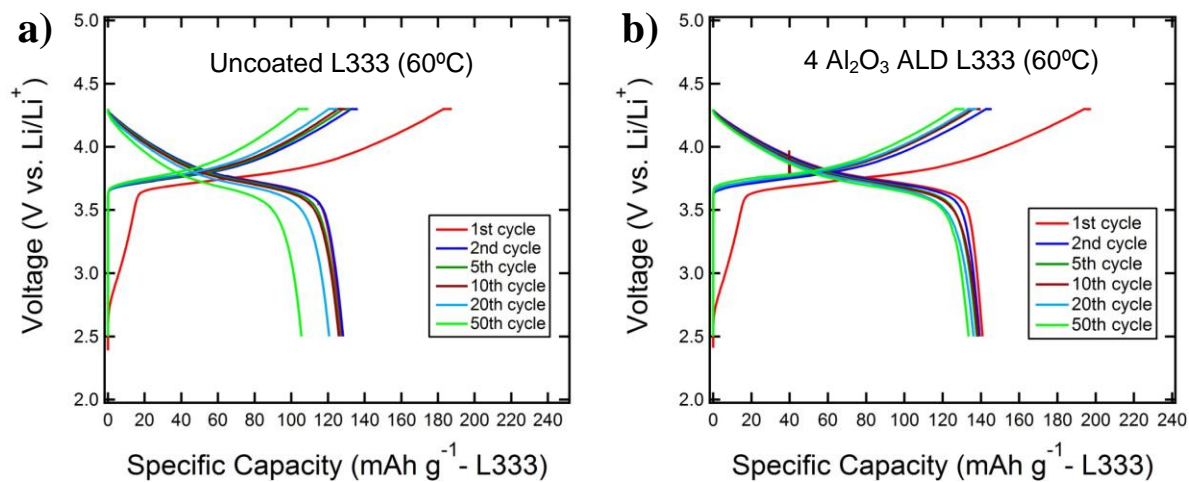 a)
Uncoated L333 (60⁰C)
Voltage (V vs. Li/Li⁺)
5.0
4.5
4.0
3.5
3.0
2.5
2.0
1st cycle
2nd cycle
5th cycle
10th cycle
20th cycle
50th cycle
0 20 40 60 80 100 120 140 160 180 200 220 240
Specific Capacity (mAh g⁻¹- L333)
b)
4 Al₂O₃ ALD L333 (60⁰C)
Voltage (V vs. Li/Li⁺)
5.0
4.5
4.0
3.5
3.0
2.5
2.0
1st cycle
2nd cycle
5th cycle
10th cycle
20th cycle
50th cycle
0 20 40 60 80 100 120 140 160 180 200 220 240
Specific Capacity (mAh g⁻¹- L333)